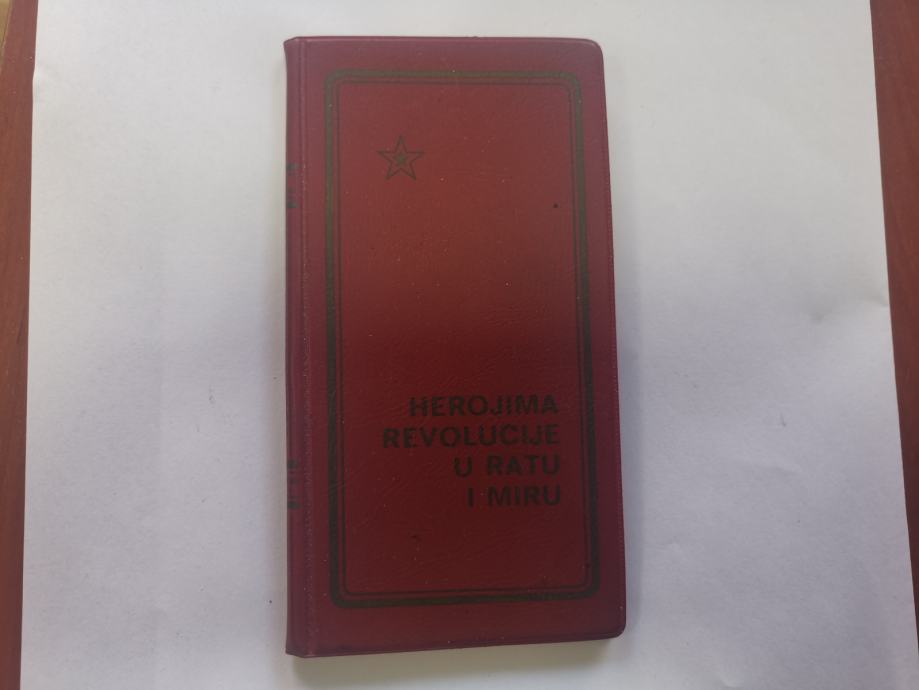 HEROJIMA
REVOLUCIJE
U RATU
I MIRU